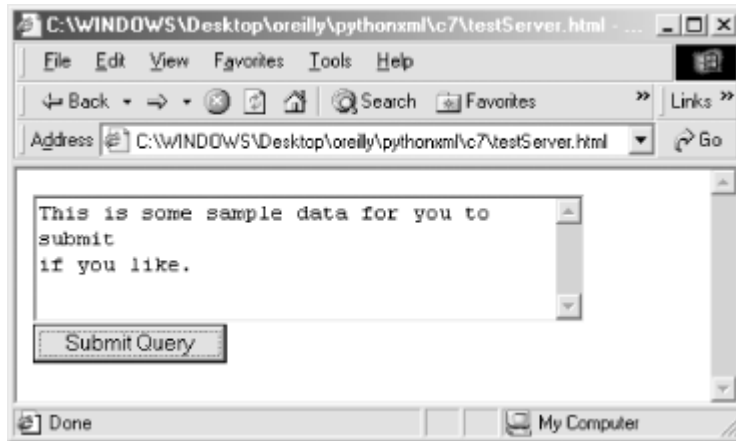 C:\WINDOWS\Desktop\oreilly\pythonxml\c7\testServer.html - ...
File Edit View Favorites Tools Help
Back Search Favorites » Links »
Address C:\WINDOWS\Desktop\oreilly\pythonxml\c7\testServer.html Go
This is some sample data for you to
submit
if you like.
Submit Query
Done My Computer